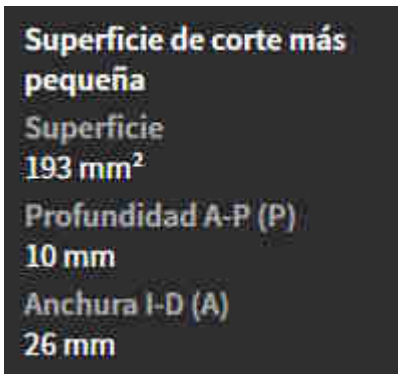 Superficie de corte más
pequeña
Superficie
193 mm²
Profundidad A-P (P)
10 mm
Anchura I-D (A)
26 mm